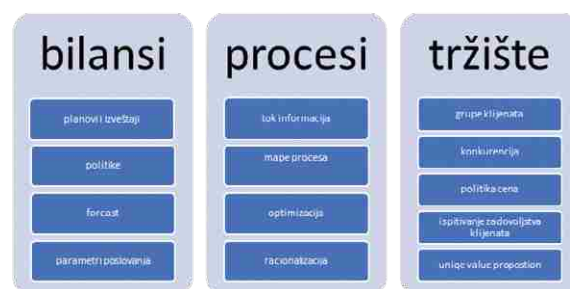 bilansi
planovi i izveštaji
politike
forcast
parametri poslovanja
procesi
tok informacija
mape procesa
optimizacija
racionalizacija
tržište
grupe klijenata
konkurencija
politika cena
ispitivanje zadovoljstva
klijenata
uniqe value propostion